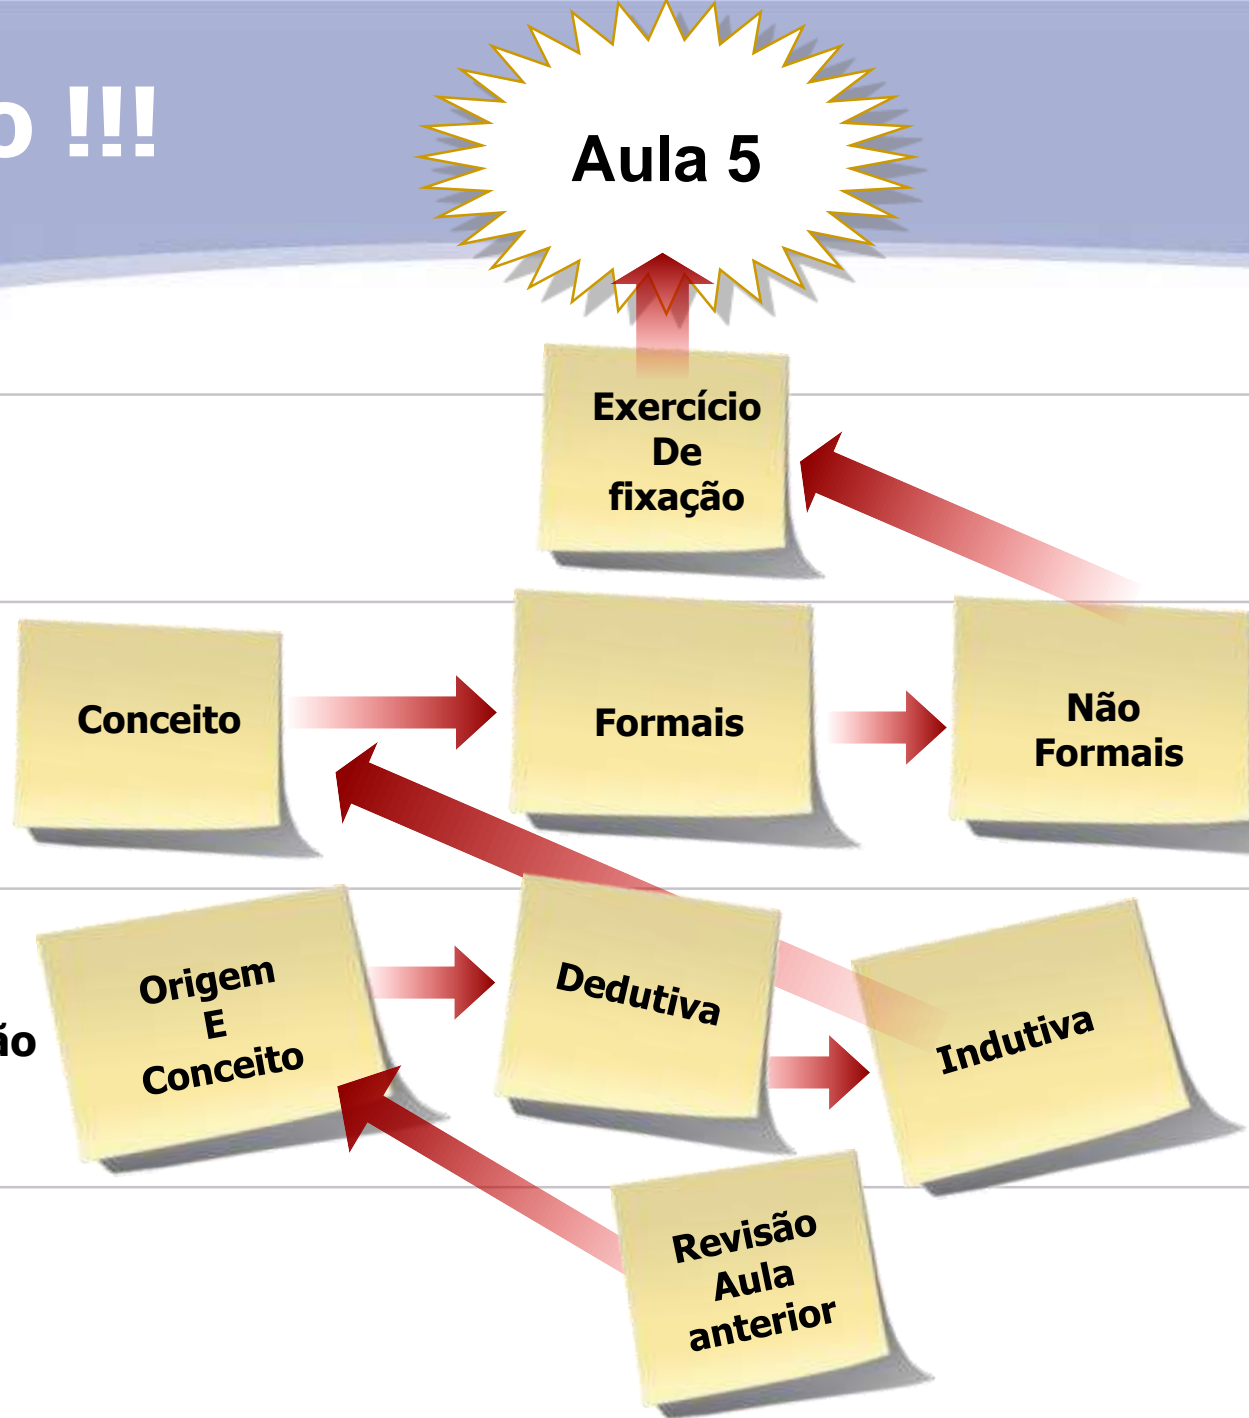 o !!!
Aula 5
Exercício
De
fixação
Conceito
Formais
Não
Formais
Origem
E
Conceito
Dedutiva
Indutiva
ão
Revisão
Aula
anterior